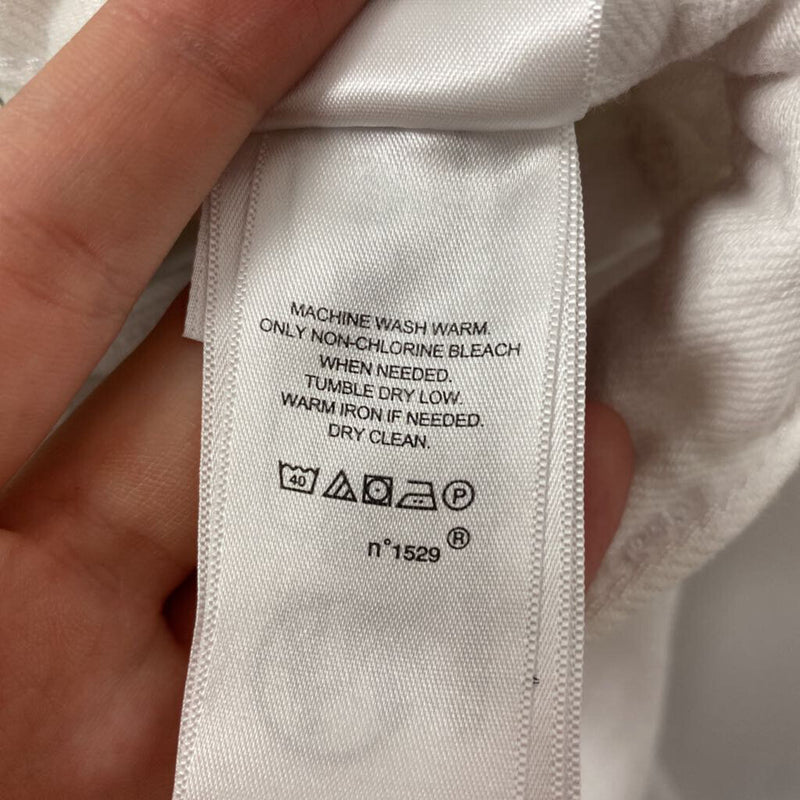 MACHINE WASH WARM.
ONLY NON-CHLORINE BLEACH
WHEN NEEDED.
TUMBLE DRY LOW.
WARM IRON IF NEEDED.
DRY CLEAN.
40 P
n°1529®